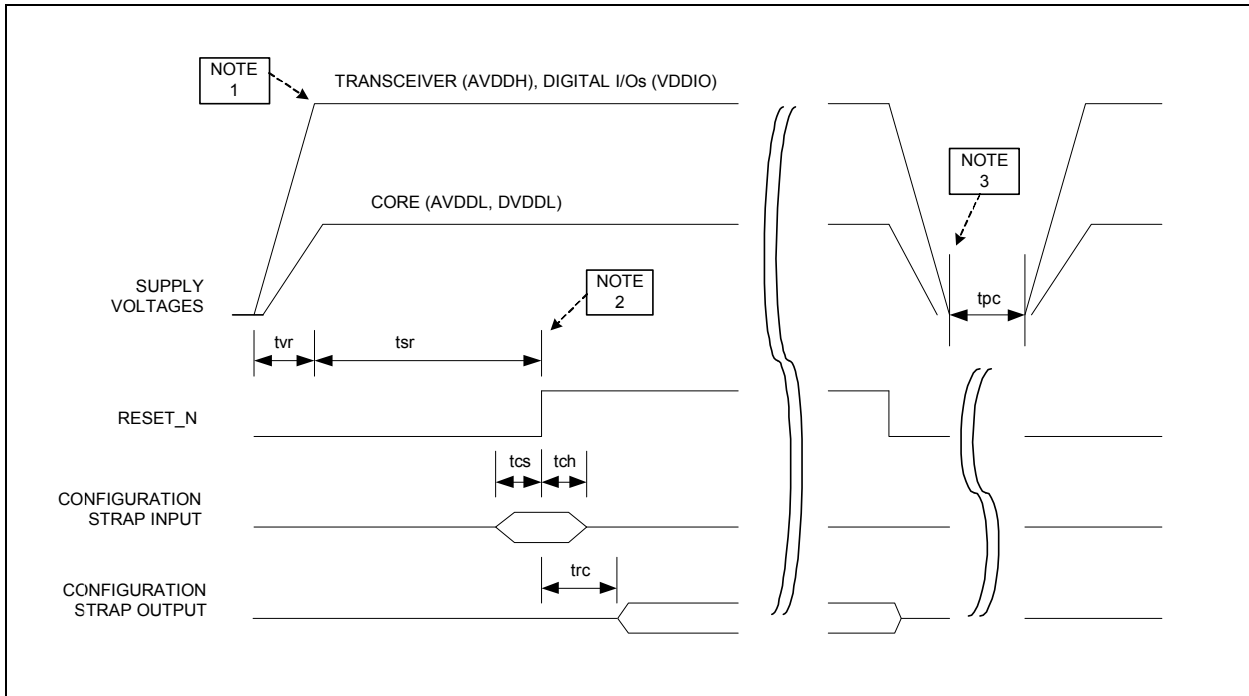 NOTE
1
TRANSCEIVER (AVDDH), DIGITAL I/Os (VDDIO)
NOTE
3
CORE (AVDDL, DVDDL)
SUPPLY
VOLTAGES
NOTE
2
tpc
tvr
tsr
RESET_N
tcs
tch
CONFIGURATION
STRAP INPUT
trc
CONFIGURATION
STRAP OUTPUT